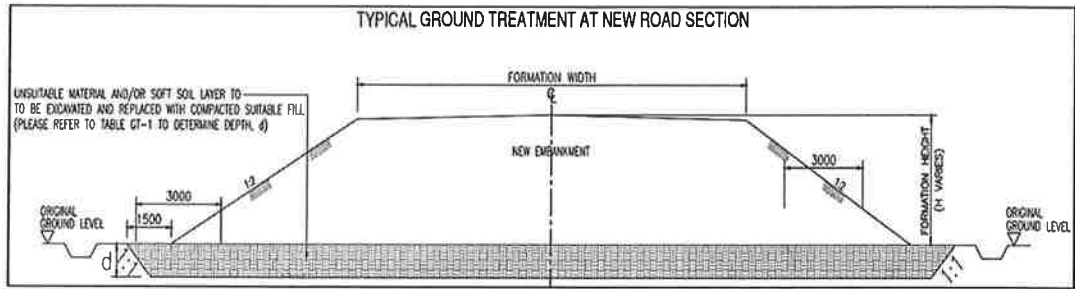 TYPICAL GROUND TREATMENT AT NEW ROAD SECTION
FORMATION WIDTH
℄
UNSUITABLE MATERIAL AND/OR SOFT SOIL LAYER TO
TO BE EXCAVATED AND REPLACED WITH COMPACTED SUITABLE FILL
(PLEASE REFER TO TABLE GT-1 TO DETERMINE DEPTH, d)
NEW EMBANKMENT
3000
1:2
1:2
FORMATION HEIGHT
(H VARIES)
3000
1500
ORIGINAL
GROUND LEVEL
ORIGINAL
GROUND LEVEL
d
1:1